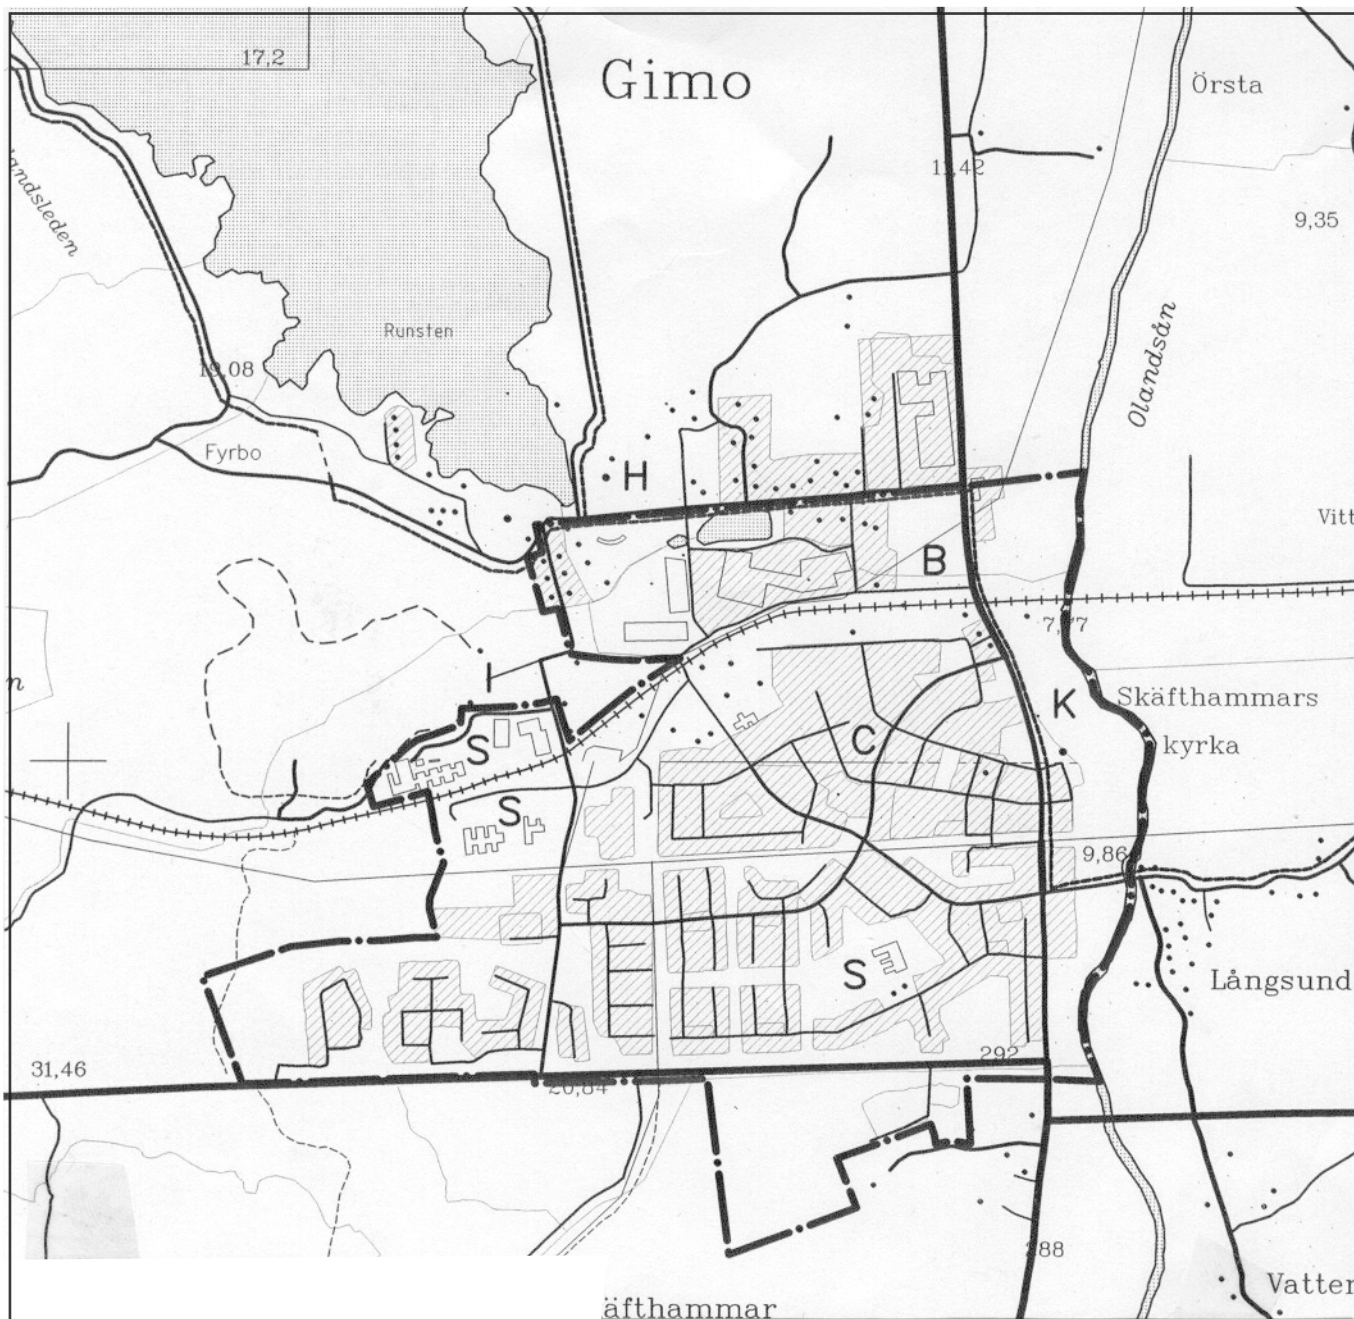 17,2
Gimo
Örsta
11,42
andsleden
9,35
Runsten
Olandsån
19,08
Fyrbo
H
Vitt
B
7,77
n
I
Skäfthammars
K
kyrka
S
C
S
9,86
S
Långsund
292
31,46
20,84
288
Vatter
äfthammar